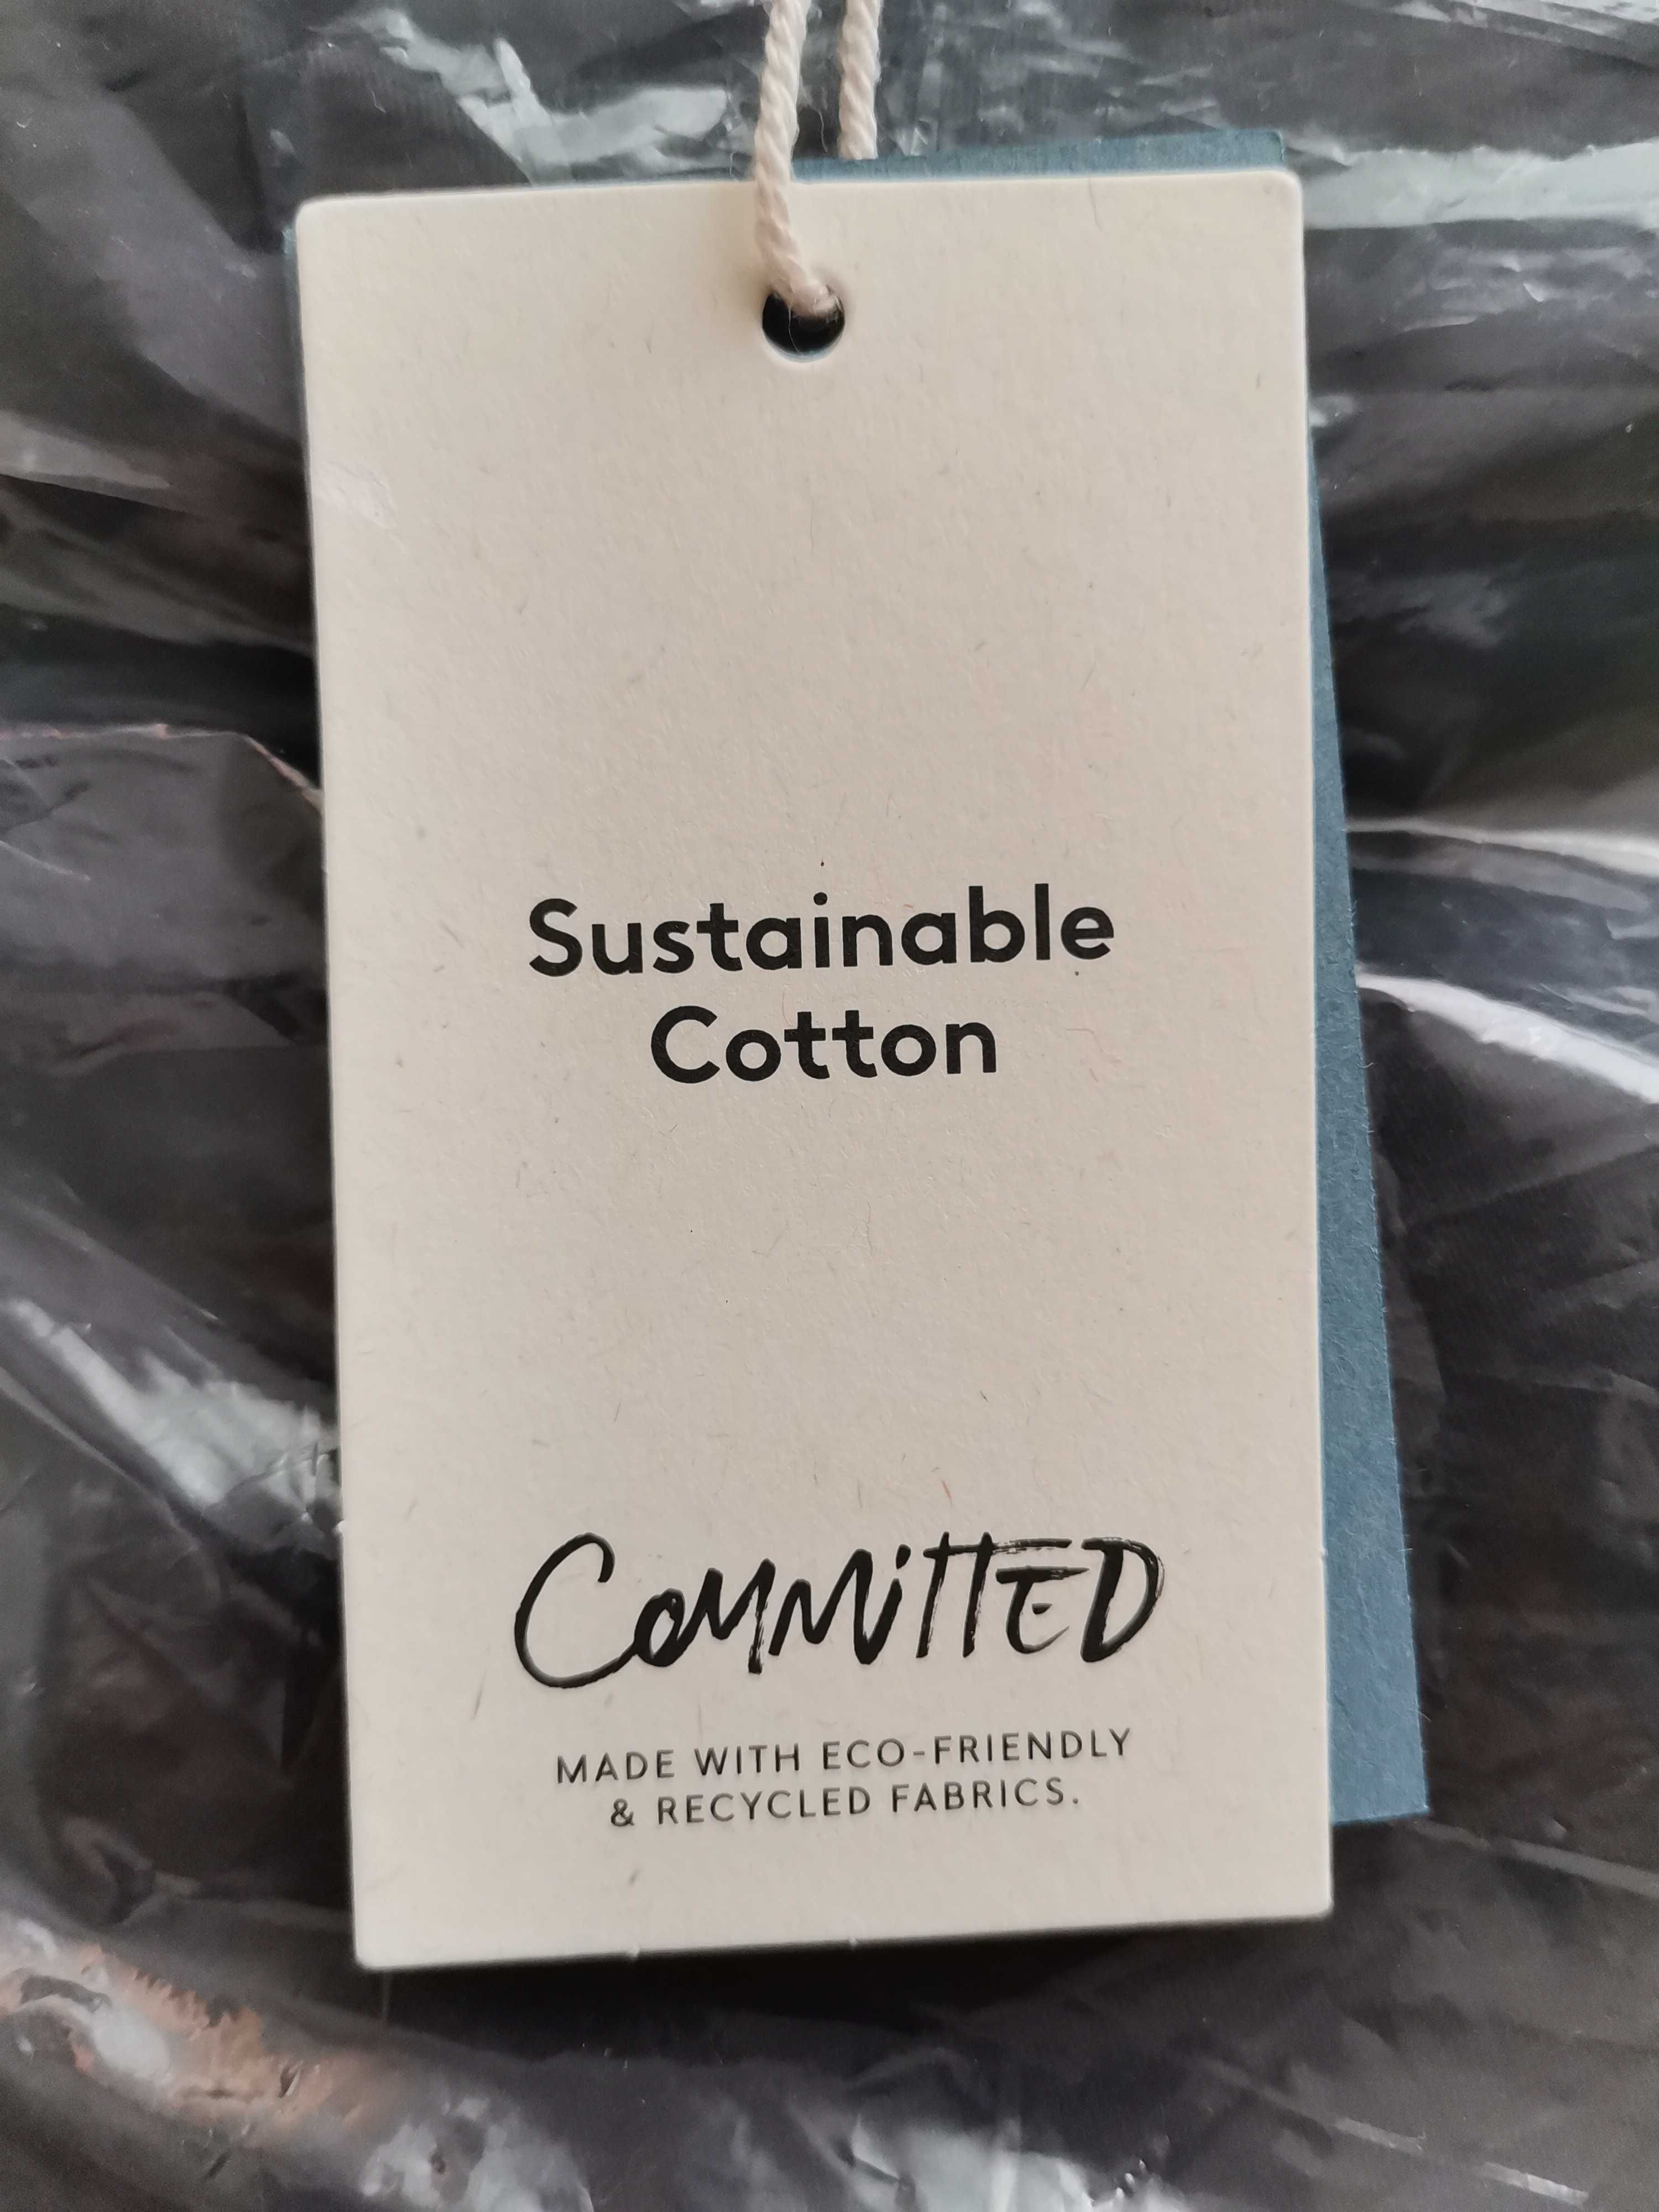 Sustainable
Cotton
COMMiTTED
MADE WITH ECO-FRIENDLY
& RECYCLED FABRICS.